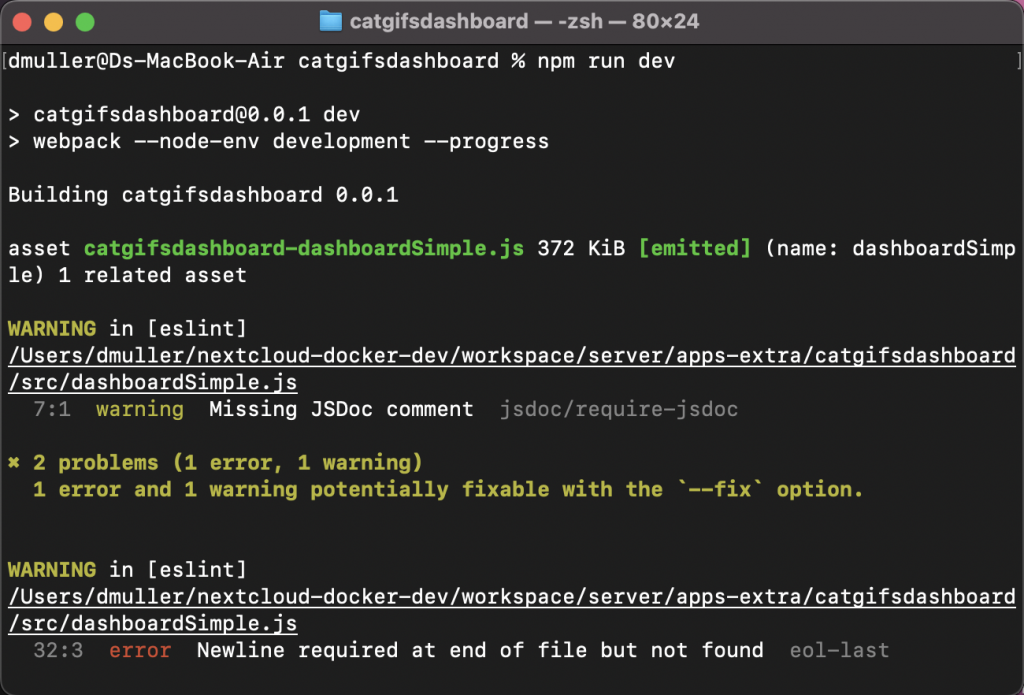 catgifsdashboard — -zsh — 80×24
[dmuller@Ds-MacBook-Air catgifsdashboard % npm run dev ]
> catgifsdashboard@0.0.1 dev
> webpack --node-env development --progress
Building catgifsdashboard 0.0.1
asset catgifsdashboard-dashboardSimple.js 372 KiB [emitted] (name: dashboardSimp
le) 1 related asset
WARNING in [eslint]
/Users/dmuller/nextcloud-docker-dev/workspace/server/apps-extra/catgifsdashboard
/src/dashboardSimple.js
7:1 warning Missing JSDoc comment jsdoc/require-jsdoc
✖ 2 problems (1 error, 1 warning)
1 error and 1 warning potentially fixable with the `--fix` option.
WARNING in [eslint]
/Users/dmuller/nextcloud-docker-dev/workspace/server/apps-extra/catgifsdashboard
/src/dashboardSimple.js
32:3 error Newline required at end of file but not found eol-last